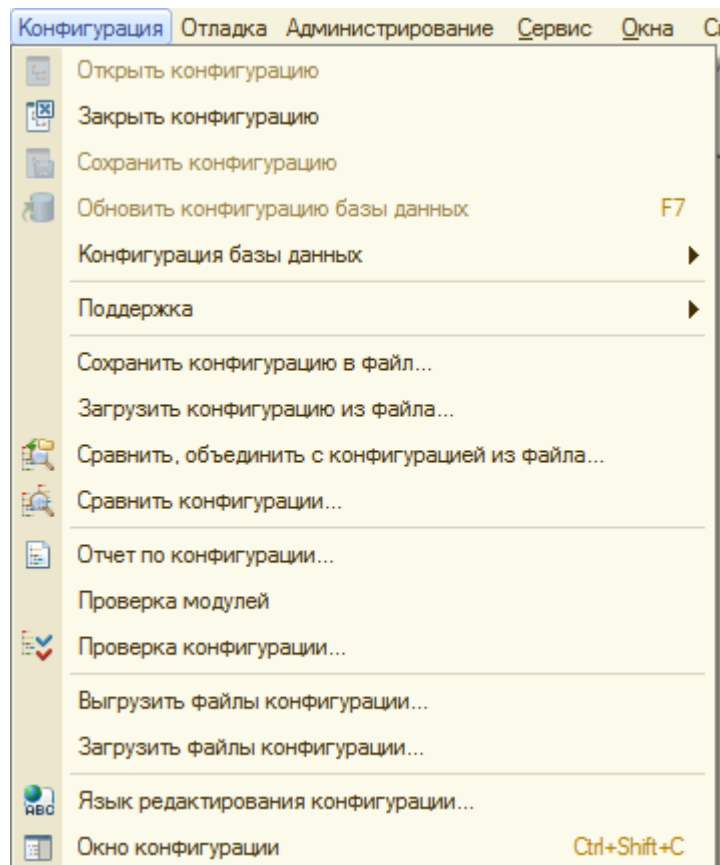 Конфигурация Отладка Администрирование Сервис Окна
Открыть конфигурацию
Закрыть конфигурацию
Сохранить конфигурацию
Обновить конфигурацию базы данных F7
Конфигурация базы данных
Поддержка
Сохранить конфигурацию в файл...
Загрузить конфигурацию из файла...
Сравнить, объединить с конфигурацией из файла...
Сравнить конфигурации...
Отчет по конфигурации...
Проверка модулей
Проверка конфигурации...
Выгрузить файлы конфигурации...
Загрузить файлы конфигурации...
ABC Язык редактирования конфигурации...
Окно конфигурации Ctrl+Shift+C